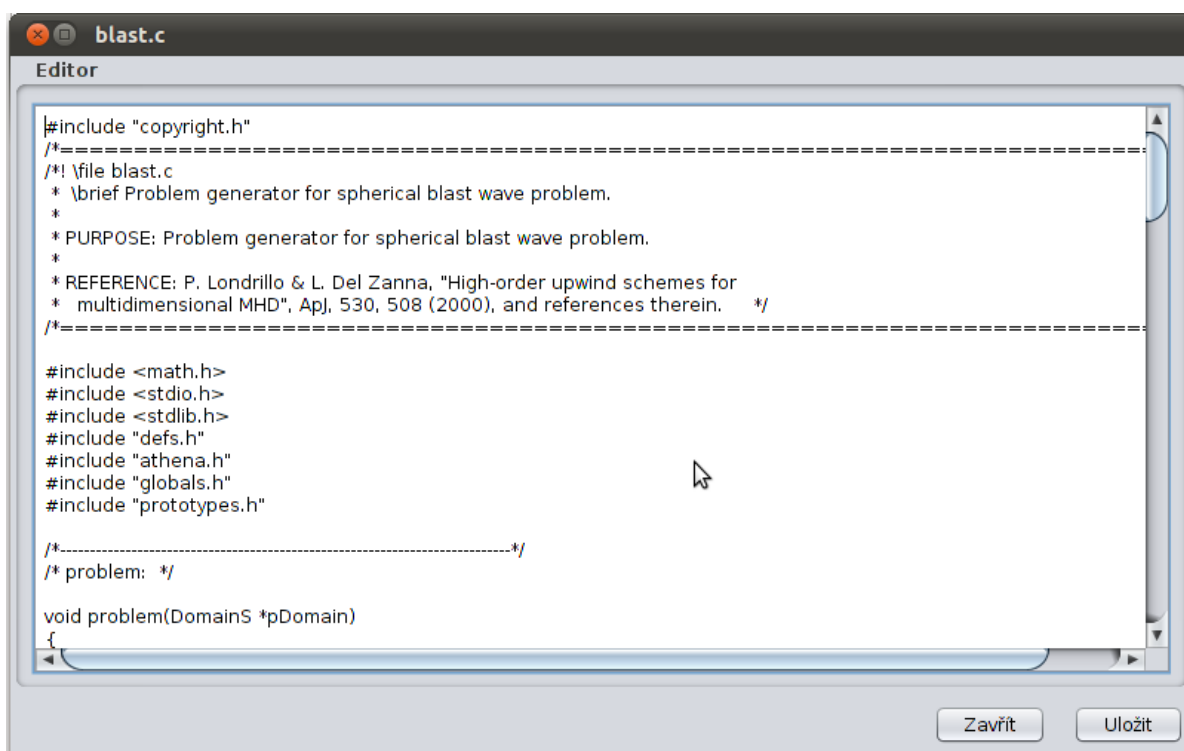 blast.c
Editor
#include "copyright.h"
/*==============================================================================
/*! \file blast.c
 *  \brief Problem generator for spherical blast wave problem.
 *
 * PURPOSE: Problem generator for spherical blast wave problem.
 *
 * REFERENCE: P. Londrillo & L. Del Zanna, "High-order upwind schemes for
 *   multidimensional MHD", ApJ, 530, 508 (2000), and references therein.     */
/*==============================================================================
#include <math.h>
#include <stdio.h>
#include <stdlib.h>
#include "defs.h"
#include "athena.h"
#include "globals.h"
#include "prototypes.h"
/*----------------------------------------------------------------------------*/
/* problem:  */
void problem(DomainS *pDomain)
{
Zavřít Uložit